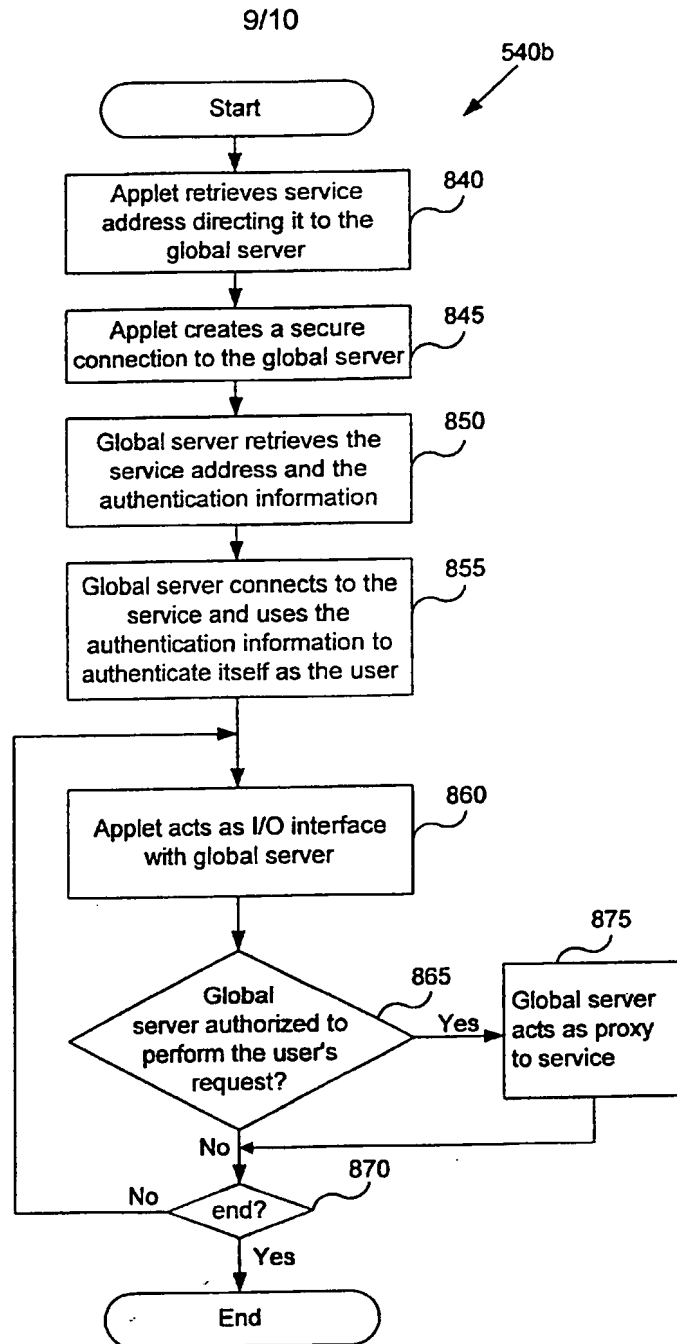 9/10
540b
Start
Applet retrieves service
address directing it to the
global server
840
Applet creates a secure
connection to the global server
845
Global server retrieves the
service address and the
authentication information
850
Global server connects to the
service and uses the
authentication information to
authenticate itself as the user
855
Applet acts as I/O interface
with global server
860
Global
server authorized to
perform the user's
request?
865
Yes
Global server
acts as proxy
to service
875
No
end?
870
No
Yes
End